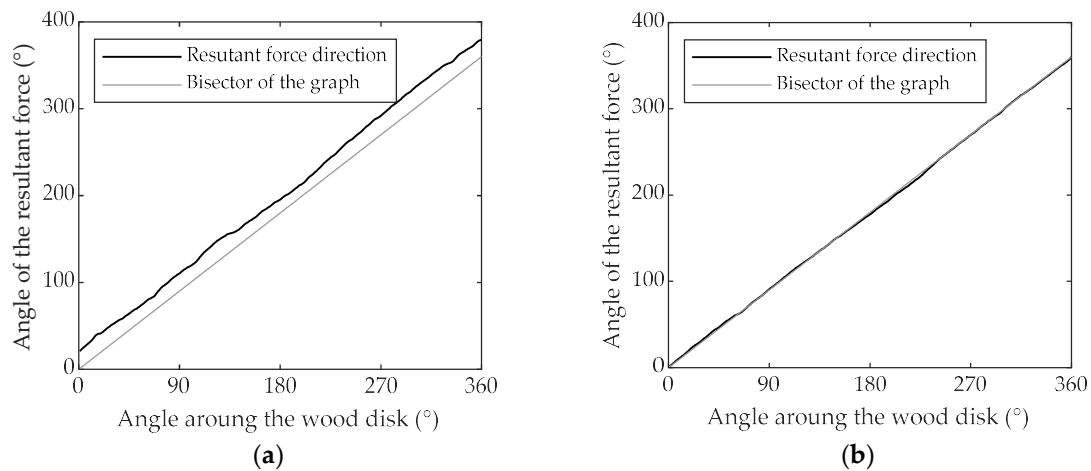 400
300
200
100
0
Angle of the resultant force (°)
Resutant force direction
Bisector of the graph
0 90 180 270 360
Angle aroung the wood disk (°)
(a)
400
300
200
100
0
Angle of the resultant force (°)
Resutant force direction
Bisector of the graph
0 90 180 270 360
Angle aroung the wood disk (°)
(b)